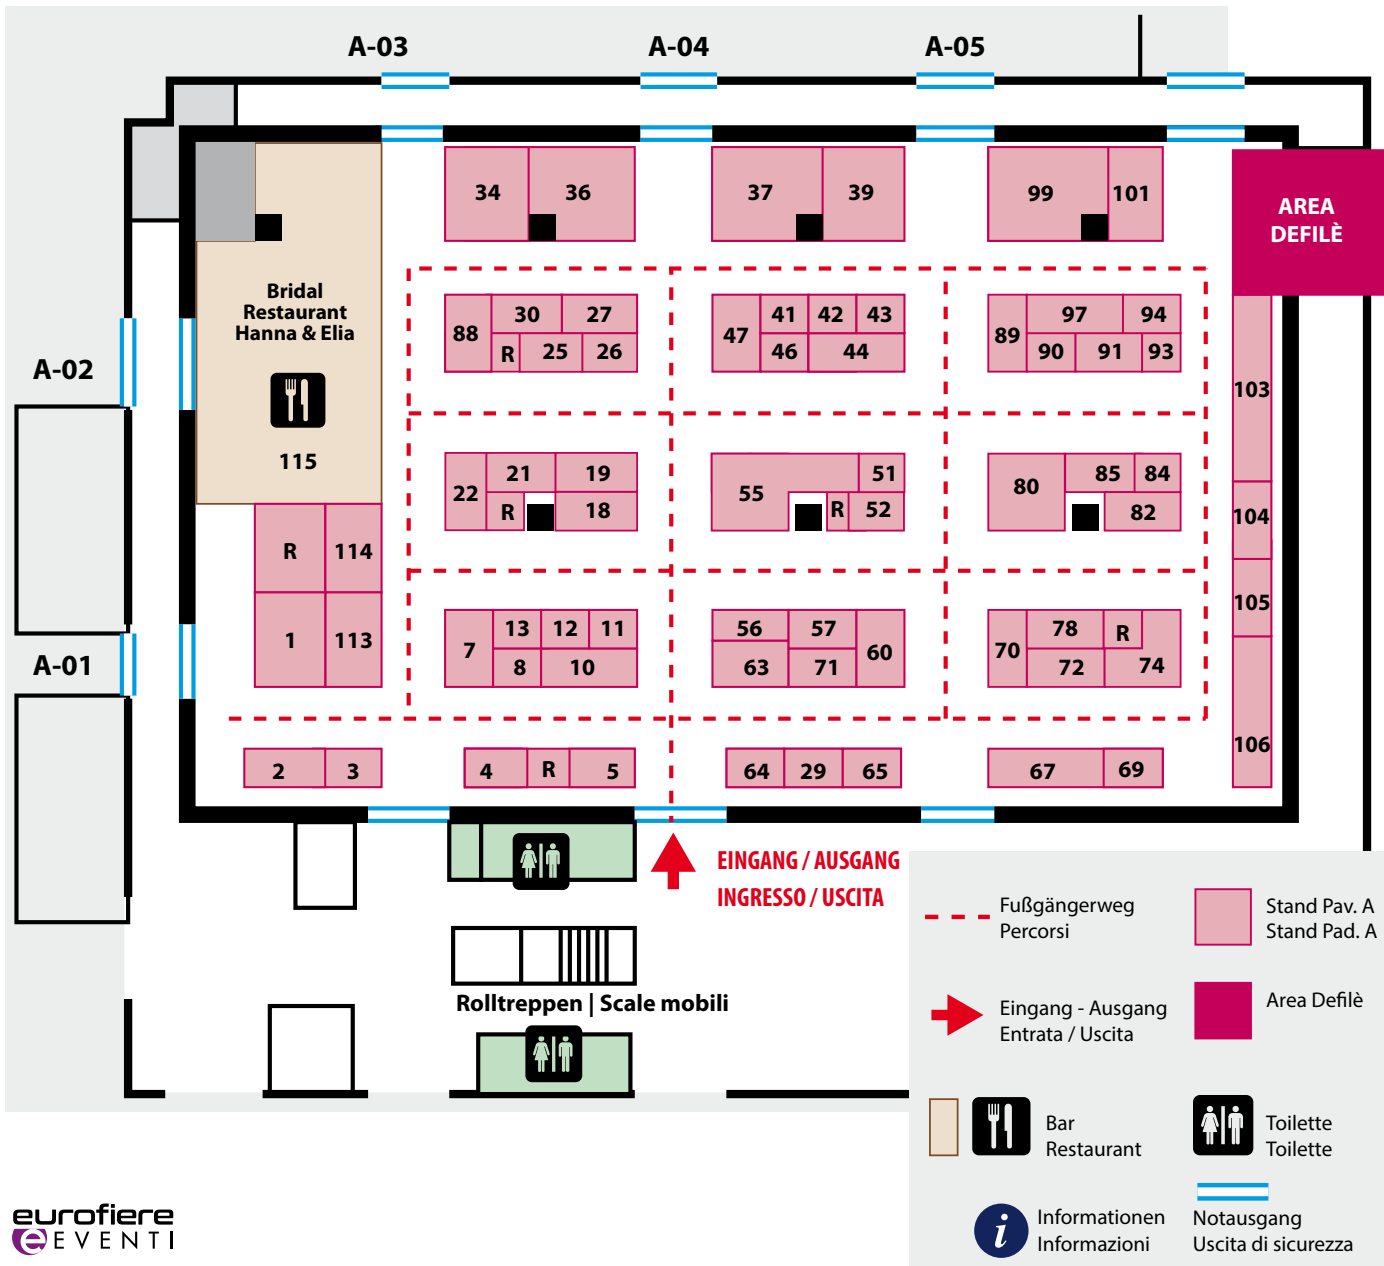 A-03
A-04
A-05
34
36
37
39
99
101
AREA
DEFILÈ
Bridal
Restaurant
Hanna & Elia
115
88
30
27
R
25
26
47
41
42
43
46
44
89
97
94
90
91
93
103
A-02
22
21
19
R
18
55
51
R
52
80
85
84
82
104
R
114
1
113
105
A-01
7
13
12
11
8
10
56
57
60
63
71
70
78
R
72
74
106
2
3
4
R
5
64
29
65
67
69
EINGANG / AUSGANG
INGRESSO / USCITA
Rolltreppen | Scale mobili
Fußgängerweg
Percorsi
Stand Pav. A
Stand Pad. A
Eingang - Ausgang
Entrata / Uscita
Area Defilè
Bar
Restaurant
Toilette
Toilette
i
Informationen
Informazioni
Notausgang
Uscita di sicurezza
eurofiere
e EVENTI